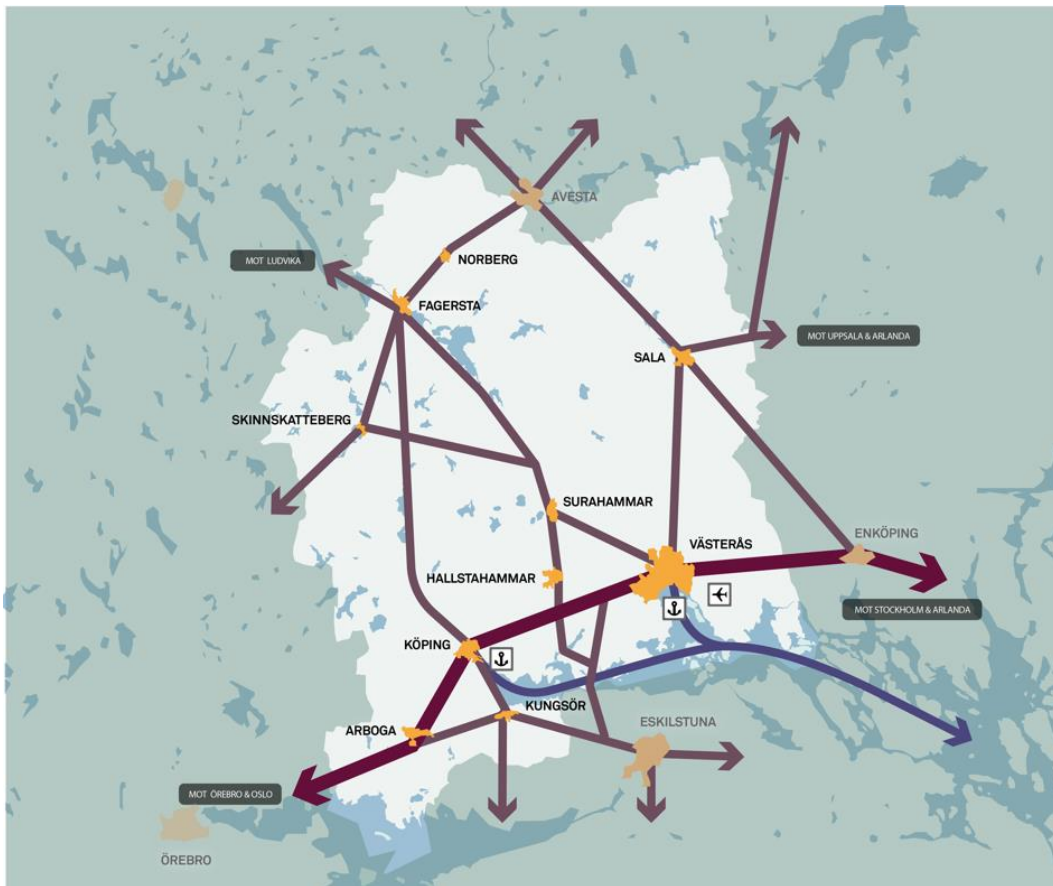 AVESTA
NORBERG
MOT LUDVIKA
FAGERSTA
MOT UPPSALA & ARLANDA
SALA
SKINNSKATTEBERG
SURAHAMMAR
ENKÖPING
VÄSTERÅS
HALLSTAHAMMAR
MOT STOCKHOLM & ARLANDA
KÖPING
KUNGSÖR
ARBOGA
ESKILSTUNA
MOT ÖREBRO & OSLO
ÖREBRO